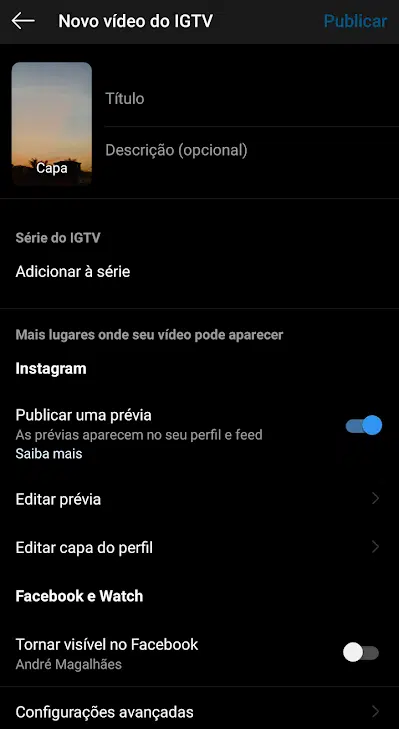 Novo vídeo do IGTV
Publicar
Título
Descrição (opcional)
Capa
Série do IGTV
Adicionar à série
Mais lugares onde seu vídeo pode aparecer
Instagram
Publicar uma prévia
As prévias aparecem no seu perfil e feed
Saiba mais
Editar prévia
Editar capa do perfil
Facebook e Watch
Tornar visível no Facebook
André Magalhães
Configurações avançadas